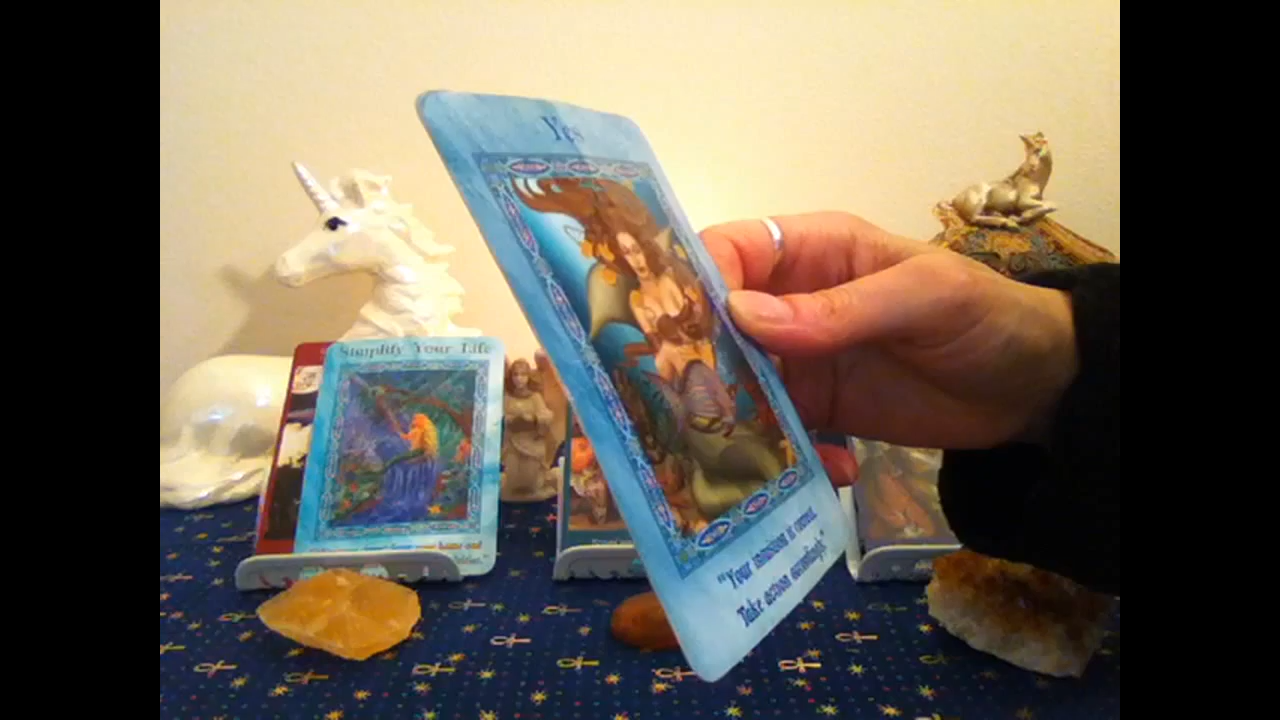 Yes
Simplify Your Life
"Your intuition is correct.
Take action accordingly."